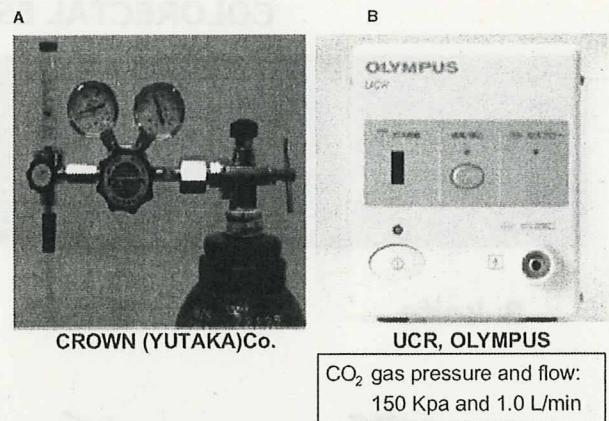 A
B
OLYMPUS
UCR
CROWN (YUTAKA)Co.
UCR, OLYMPUS
CO₂ gas pressure and flow:
150 Kpa and 1.0 L/min